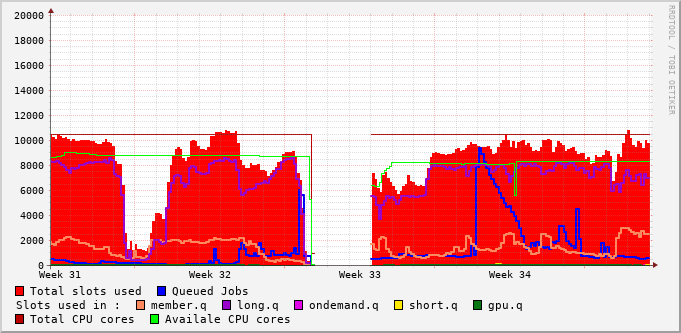 20000
18000
16000
14000
12000
10000
8000
6000
4000
2000
0
Week 31 Week 32 Week 33 Week 34
RRDTOOL / TOBI OETIKER
Total slots used Queued Jobs
Slots used in : member.q long.q ondemand.q short.q gpu.q
Total CPU cores Availale CPU cores